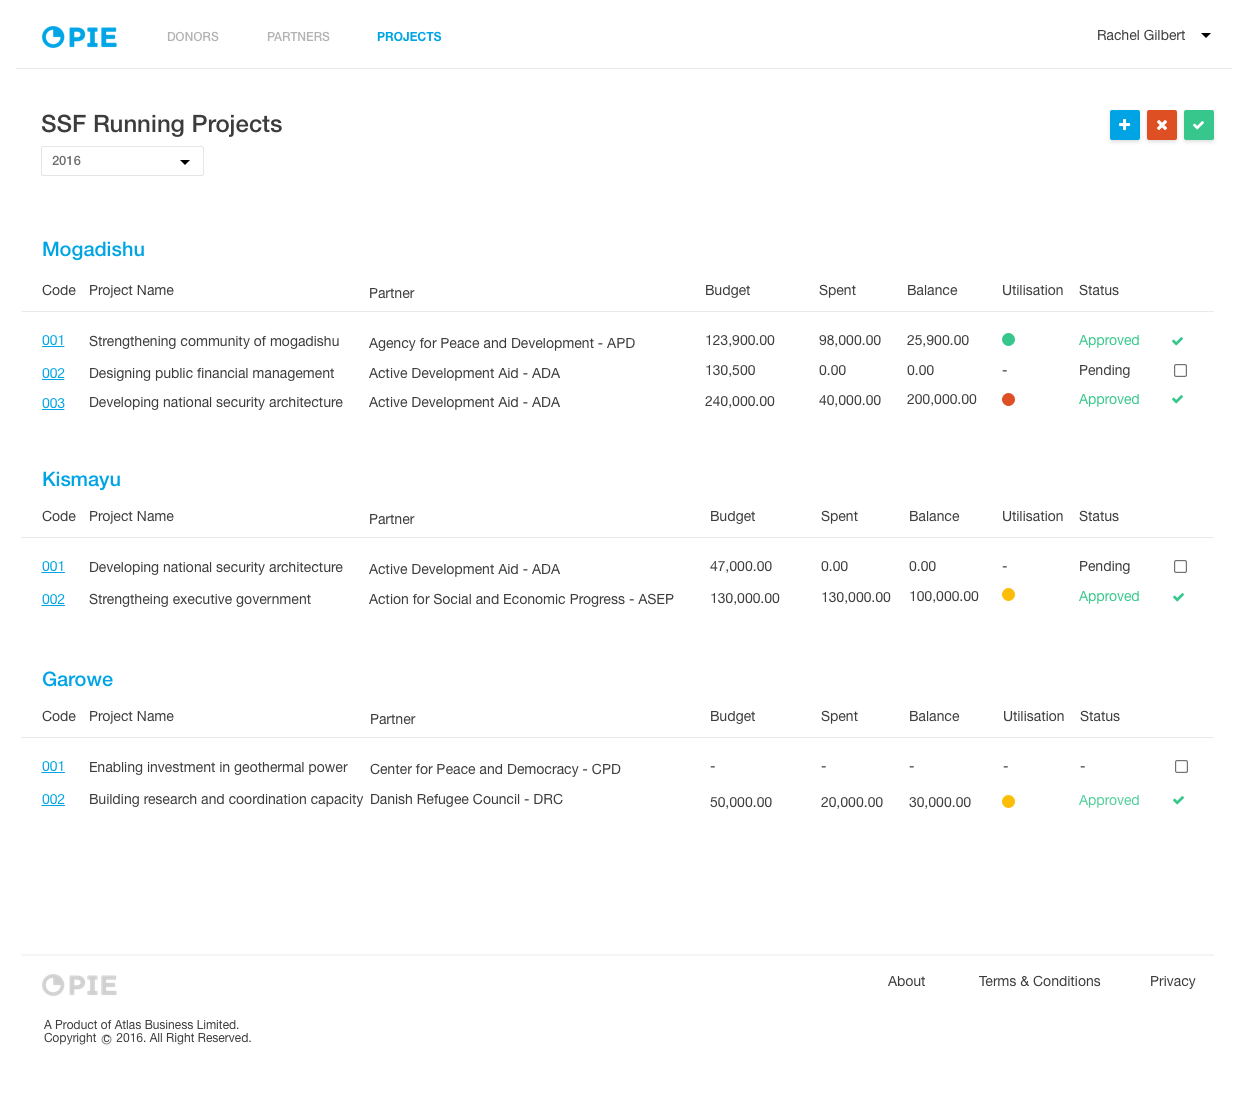 PIE DONORS PARTNERS PROJECTS Rachel Gilbert
SSF Running Projects
2016
Mogadishu
Code Project Name Partner Budget Spent Balance Utilisation Status
001 Strengthening community of mogadishu Agency for Peace and Development - APD 123,900.00 98,000.00 25,900.00 Approved
002 Designing public financial management Active Development Aid - ADA 130,500 0.00 0.00 - Pending
003 Developing national security architecture Active Development Aid - ADA 240,000.00 40,000.00 200,000.00 Approved
Kismayu
Code Project Name Partner Budget Spent Balance Utilisation Status
001 Developing national security architecture Active Development Aid - ADA 47,000.00 0.00 0.00 - Pending
002 Strengtheing executive government Action for Social and Economic Progress - ASEP 130,000.00 130,000.00 100,000.00 Approved
Garowe
Code Project Name Partner Budget Spent Balance Utilisation Status
001 Enabling investment in geothermal power Center for Peace and Democracy - CPD - - - - -
002 Building research and coordination capacity Danish Refugee Council - DRC 50,000.00 20,000.00 30,000.00 Approved
PIE About Terms & Conditions Privacy
A Product of Atlas Business Limited.
Copyright © 2016. All Right Reserved.